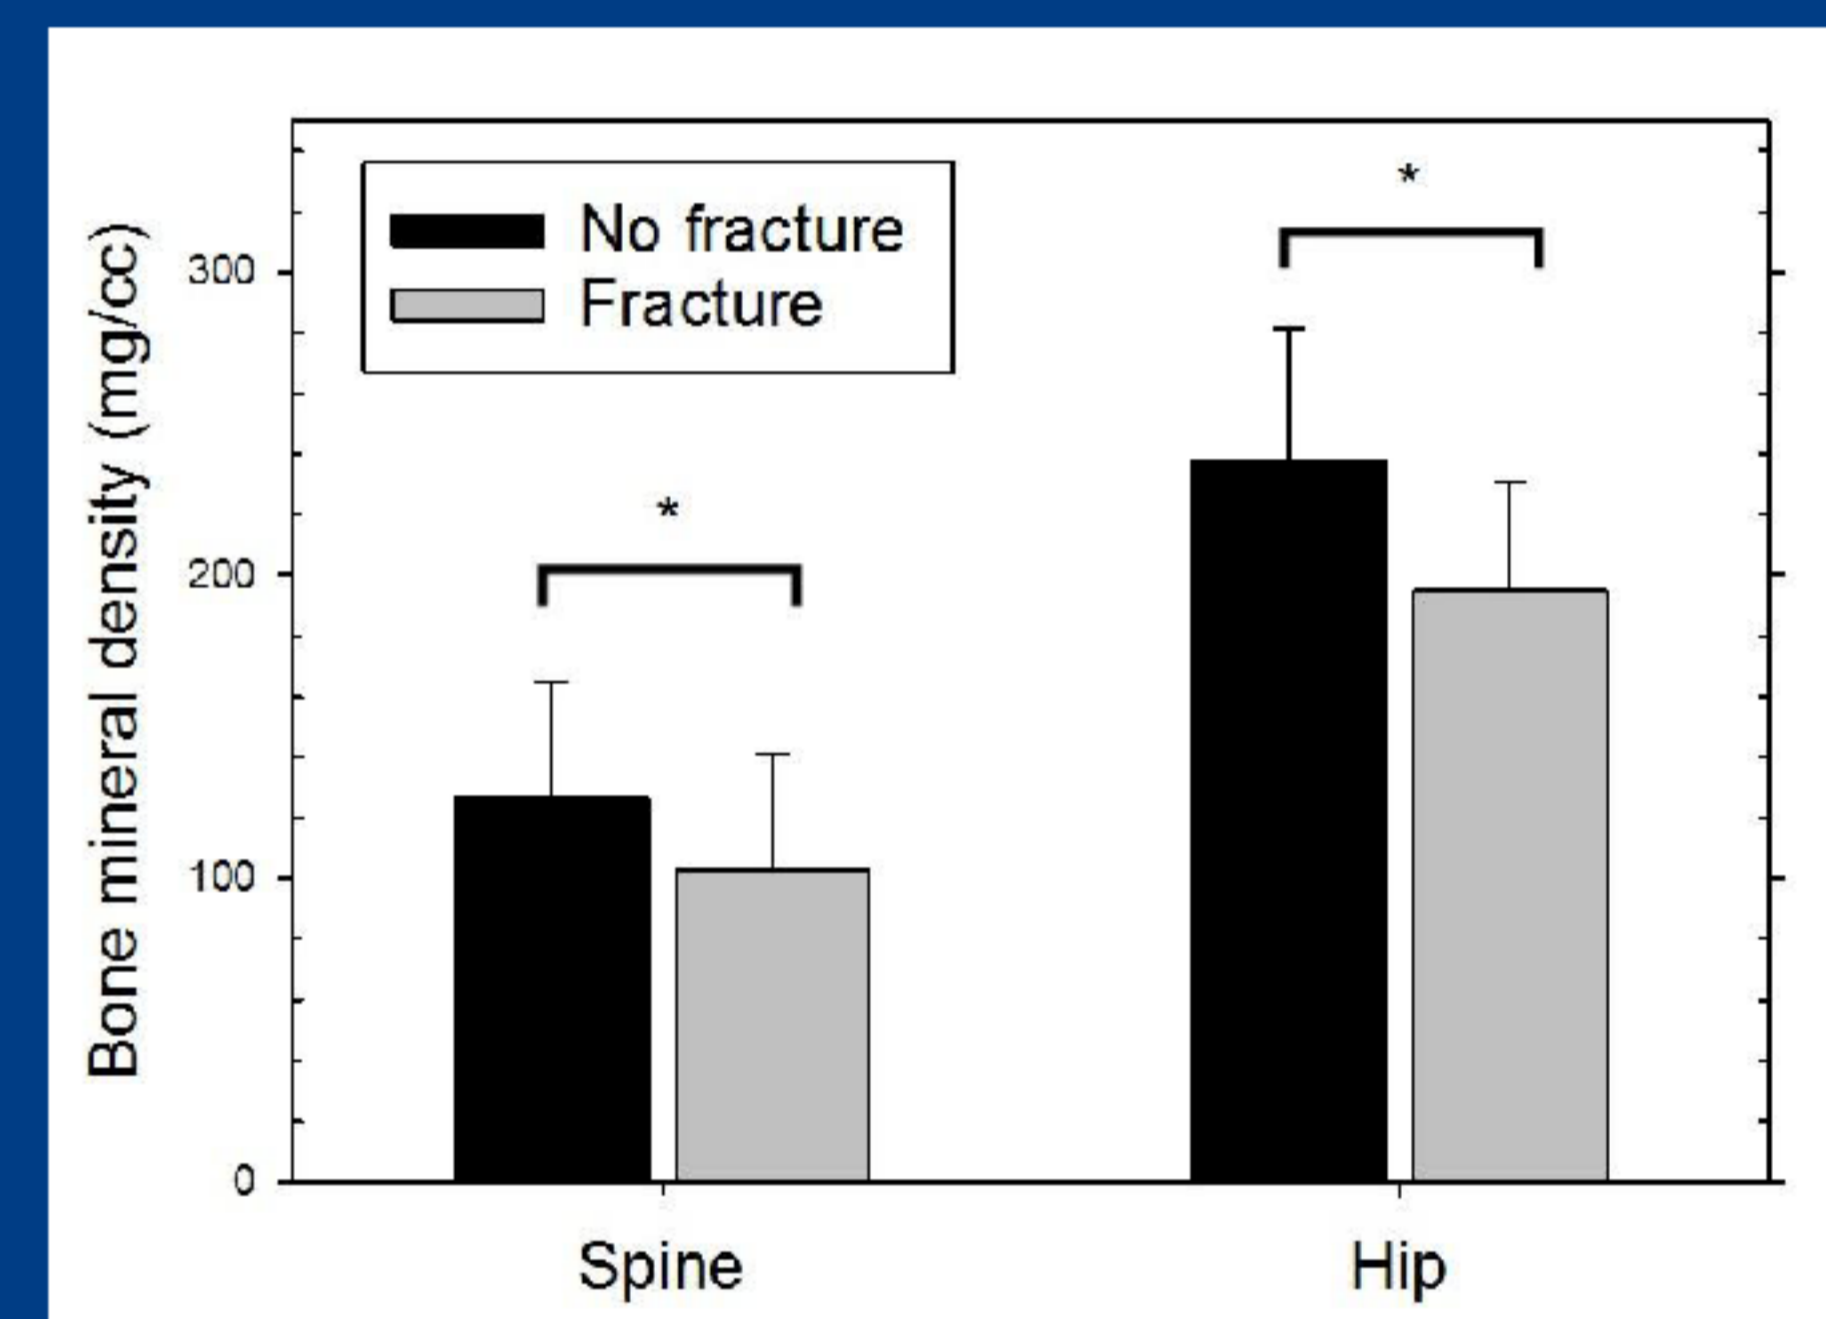 Bone mineral density (mg/cc)
300
200
100
0
No fracture
Fracture
*
*
Spine
Hip